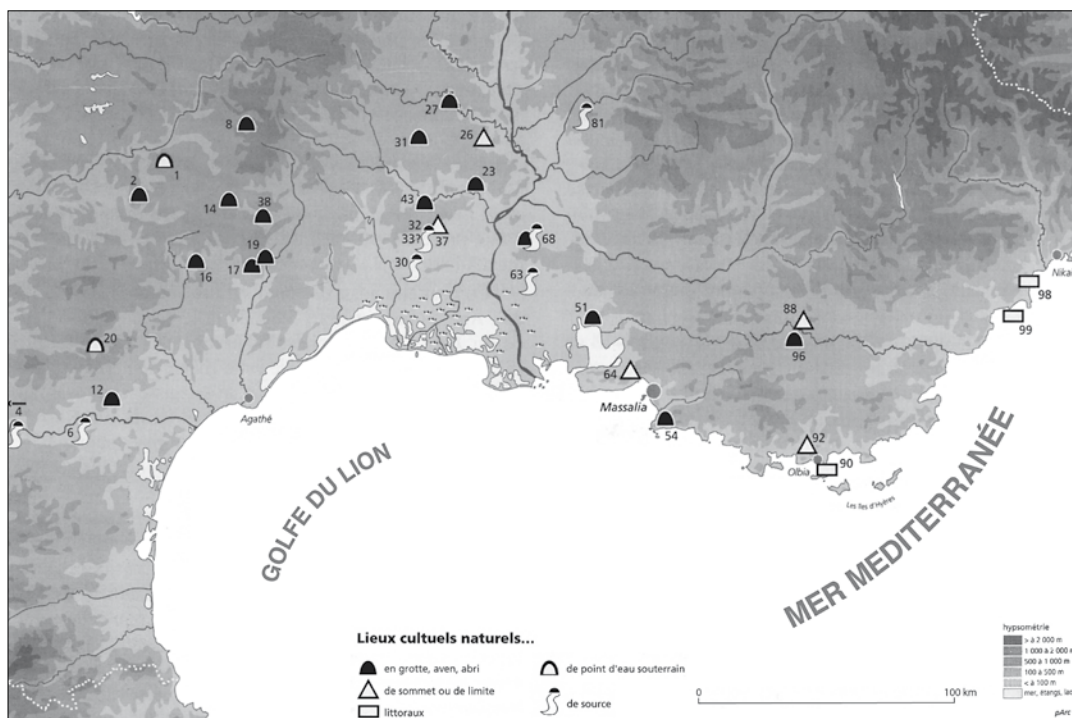 27
8
31
26
81
1
23
2
14
38
43
32
33?
37
68
19
17
16
30
63
Nikaï
98
51
88
99
20
96
64
12
Massalia
4
Agathé
6
54
92
90
Olbia
Les Iles d'Hyères
GOLFE DU LION
MER MEDITERRANÉE
Lieux cultuels naturels...
en grotte, aven, abri
de point d'eau souterrain
de sommet ou de limite
de source
littoraux
0
100 km
hypsométrie
> à 2 000 m
1 000 à 2 000 m
500 à 1 000 m
100 à 500 m
< à 100 m
mer, étangs, lac
pArc